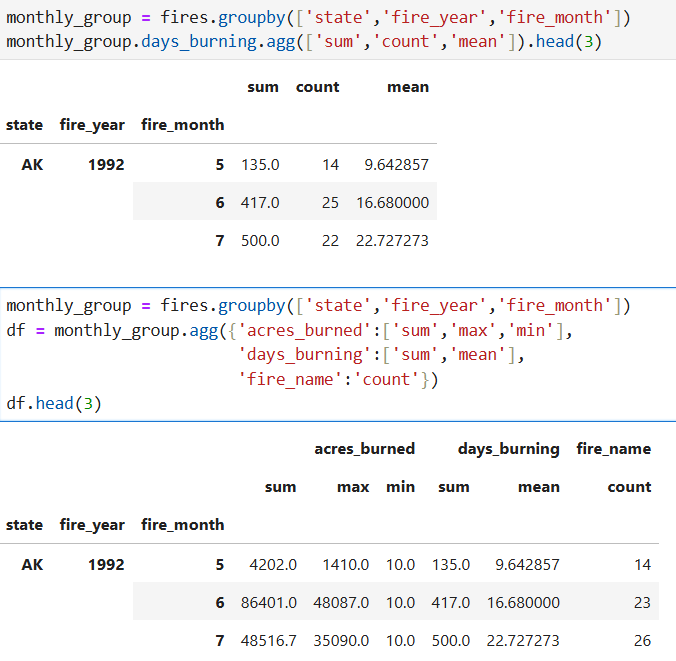 monthly_group = fires.groupby(['state','fire_year','fire_month'])
monthly_group.days_burning.agg(['sum','count','mean']).head(3)
sum count mean
state fire_year fire_month
AK 1992 5 135.0 14 9.642857
6 417.0 25 16.680000
7 500.0 22 22.727273
monthly_group = fires.groupby(['state','fire_year','fire_month'])
df = monthly_group.agg({'acres_burned':['sum','max','min'],
'days_burning':['sum','mean'],
'fire_name':'count'})
df.head(3)
acres_burned days_burning fire_name
sum max min sum mean count
state fire_year fire_month
AK 1992 5 4202.0 1410.0 10.0 135.0 9.642857 14
6 86401.0 48087.0 10.0 417.0 16.680000 23
7 48516.7 35090.0 10.0 500.0 22.727273 26